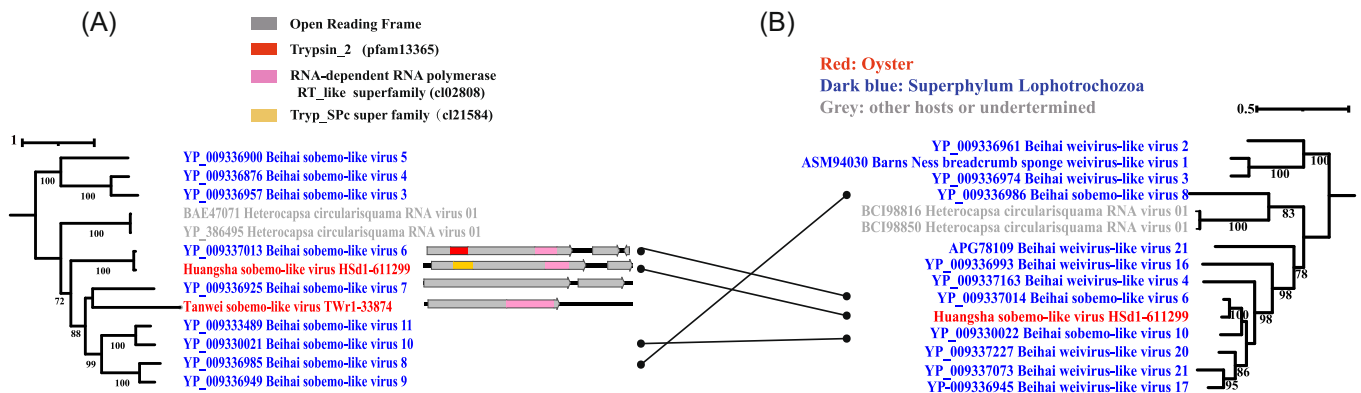 (A)
Open Reading Frame
Trypsin_2 (pfam13365)
RNA-dependent RNA polymerase
RT_like superfamily (cl02808)
Tryp_SPc super family (cl21584)
1
YP_009336900 Beihai sobemo-like virus 5
YP_009336876 Beihai sobemo-like virus 4
YP_009336957 Beihai sobemo-like virus 3
BAE47071 Heterocapsa circularisquama RNA virus 01
YP_386495 Heterocapsa circularisquama RNA virus 01
YP_009337013 Beihai sobemo-like virus 6
Huangsha sobemo-like virus HSd1-611299
YP_009336925 Beihai sobemo-like virus 7
Tanwei sobemo-like virus TWr1-33874
YP_009333489 Beihai sobemo-like virus 11
YP_009330021 Beihai sobemo-like virus 10
YP_009336985 Beihai sobemo-like virus 8
YP_009336949 Beihai sobemo-like virus 9
100
100
100
100
72
88
100
99
100
(B)
Red: Oyster
Dark blue: Superphylum Lophotrochozoa
Grey: other hosts or undertermined
0.5
YP_009336961 Beihai weivirus-like virus 2
ASM94030 Barns Ness breadcrumb sponge weivirus-like virus 1
YP_009336974 Beihai weivirus-like virus 3
YP_009336986 Beihai sobemo-like virus 8
BCI98816 Heterocapsa circularisquama RNA virus 01
BCI98850 Heterocapsa circularisquama RNA virus 01
APG78109 Beihai weivirus-like virus 21
YP_009336993 Beihai weivirus-like virus 16
YP_009337163 Beihai weivirus-like virus 4
YP_009337014 Beihai sobemo-like virus 6
Huangsha sobemo-like virus HSd1-611299
YP_009330022 Beihai sobemo-like virus 10
YP_009337227 Beihai weivirus-like virus 20
YP_009337073 Beihai weivirus-like virus 21
YP-009336945 Beihai weivirus-like virus 17
100
100
83
100
78
98
98
100
86
95